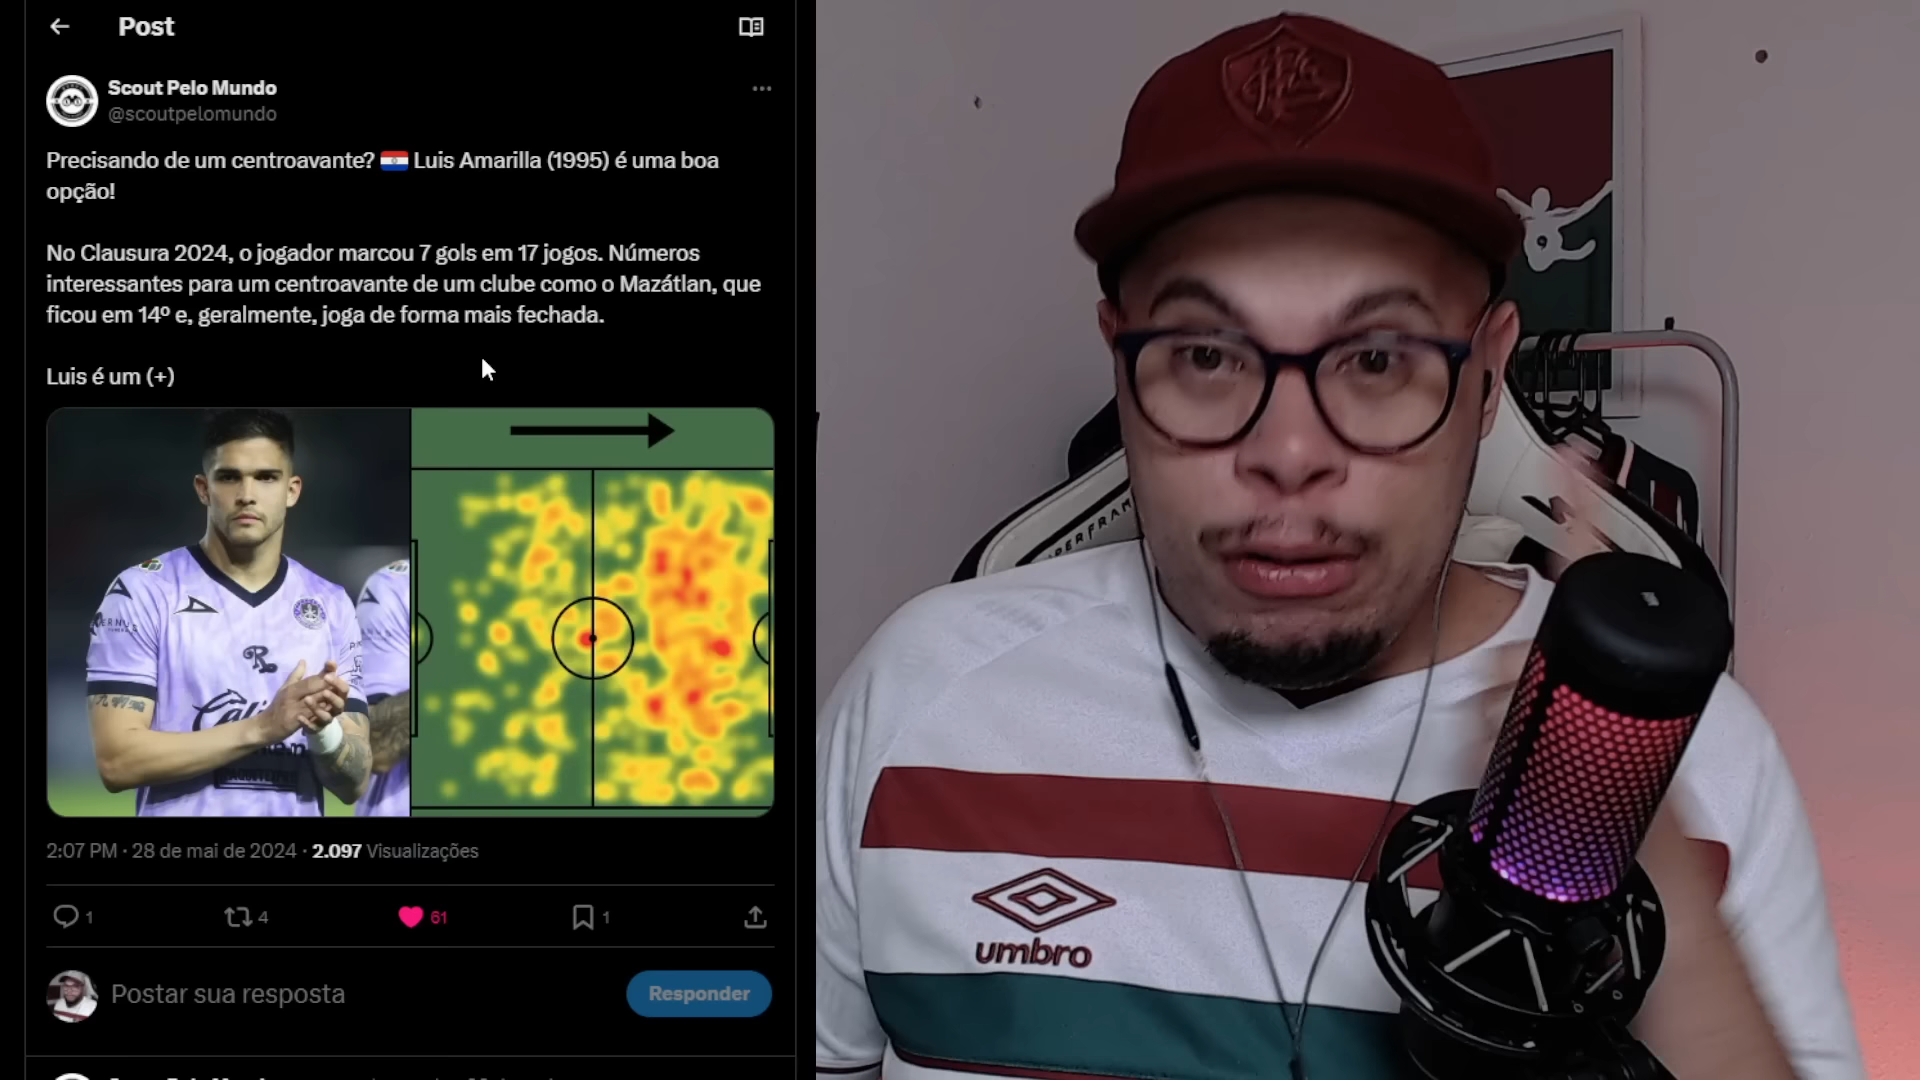 Post
Scout Pelo Mundo
@scoutpelomundo
Precisando de um centroavante? Luis Amarilla (1995) é uma boa
opção!
No Clausura 2024, o jogador marcou 7 gols em 17 jogos. Números
interessantes para um centroavante de um clube como o Mazátlan, que
ficou em 14º e, geralmente, joga de forma mais fechada.
Luis é um (+)
2:07 PM · 28 de mai de 2024 · 2.097 Visualizações
1
4
61
1
Postar sua resposta
Responder
umbro